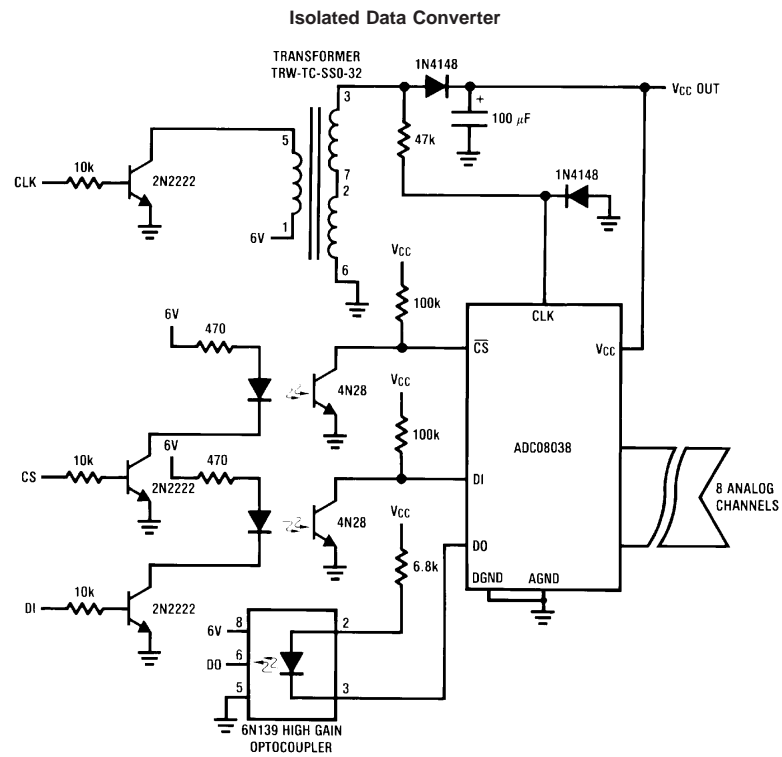 Isolated Data Converter
TRANSFORMER
TRW-TC-SS0-32
1N4148
VCC OUT
3
+
100 µF
5
47k
10k
CLK
2N2222
7
2
1N4148
1
6V
6
VCC
100k
CLK
6V
470
CS
VCC
4N28
VCC
100k
ADC08038
10k
6V
470
CS
2N2222
DI
8 ANALOG
CHANNELS
4N28
VCC
DO
6.8k
10k
DI
2N2222
DGND
AGND
6V
8
2
DO
6
5
3
6N139 HIGH GAIN
OPTOCOUPLER